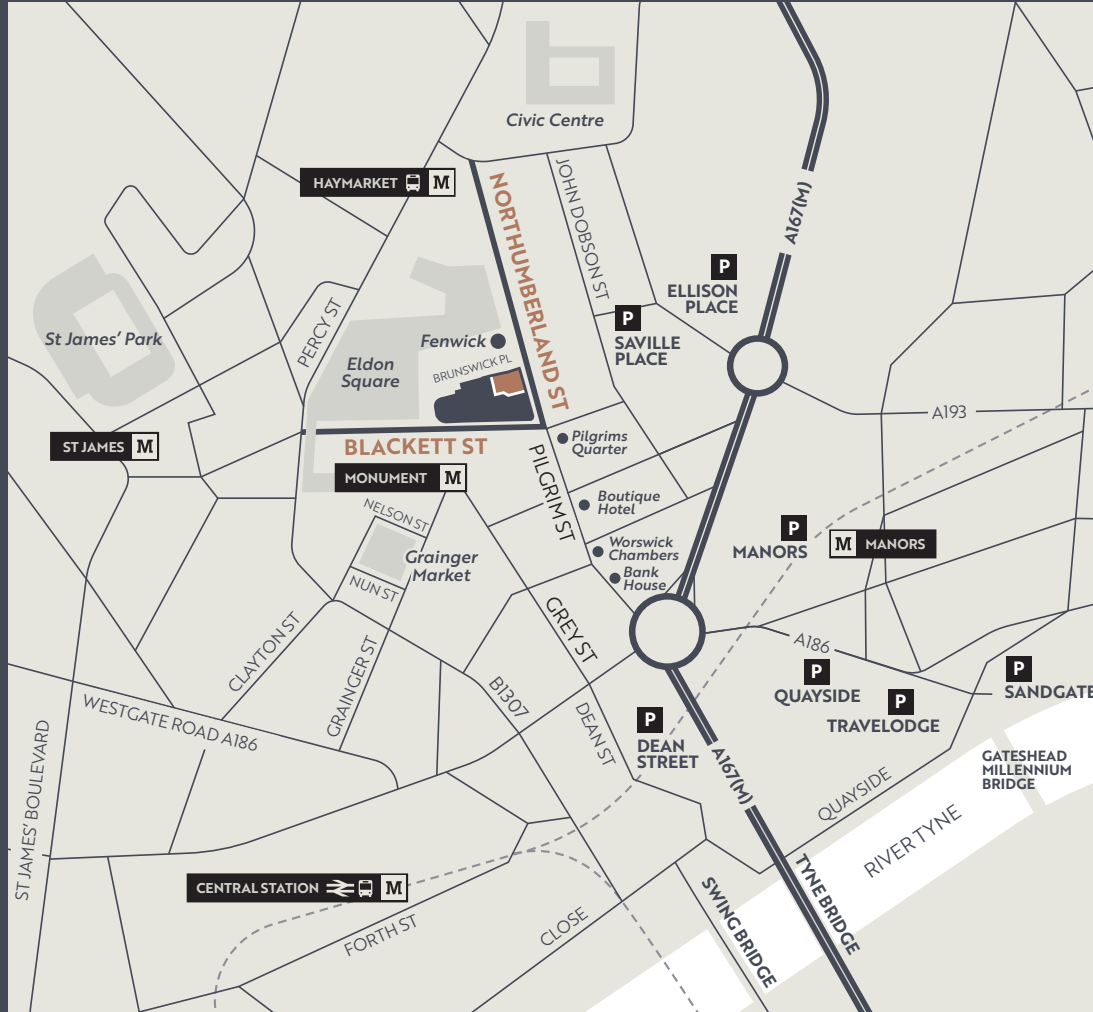 Civic Centre
HAYMARKET M
NORTHUMBERLAND ST
JOHN DOBSON ST
A167(M)
P
ELLISON
PLACE
P
SAVILLE
PLACE
St James' Park
PERCY ST
Fenwick
BRUNSWICK PL
Eldon
Square
A193
ST JAMES M
BLACKETT ST
Pilgrims
Quarter
MONUMENT M
PILGRIM ST
Boutique
Hotel
NELSON ST
Grainger
Market
NUN ST
Worswick
Chambers
Bank
House
P
MANORS
M MANORS
CLAYTON ST
GRAINGER ST
GREY ST
A186
P
QUAYSIDE
P
TRAVELODGE
P
SANDGATE
WESTGATE ROAD A186
B1307
DEAN ST
P
DEAN
STREET
A167(M)
ST JAMES' BOULEVARD
QUAYSIDE
GATESHEAD
MILLENNIUM
BRIDGE
RIVER TYNE
CENTRAL STATION M
FORTH ST
CLOSE
SWING BRIDGE
TYNE BRIDGE